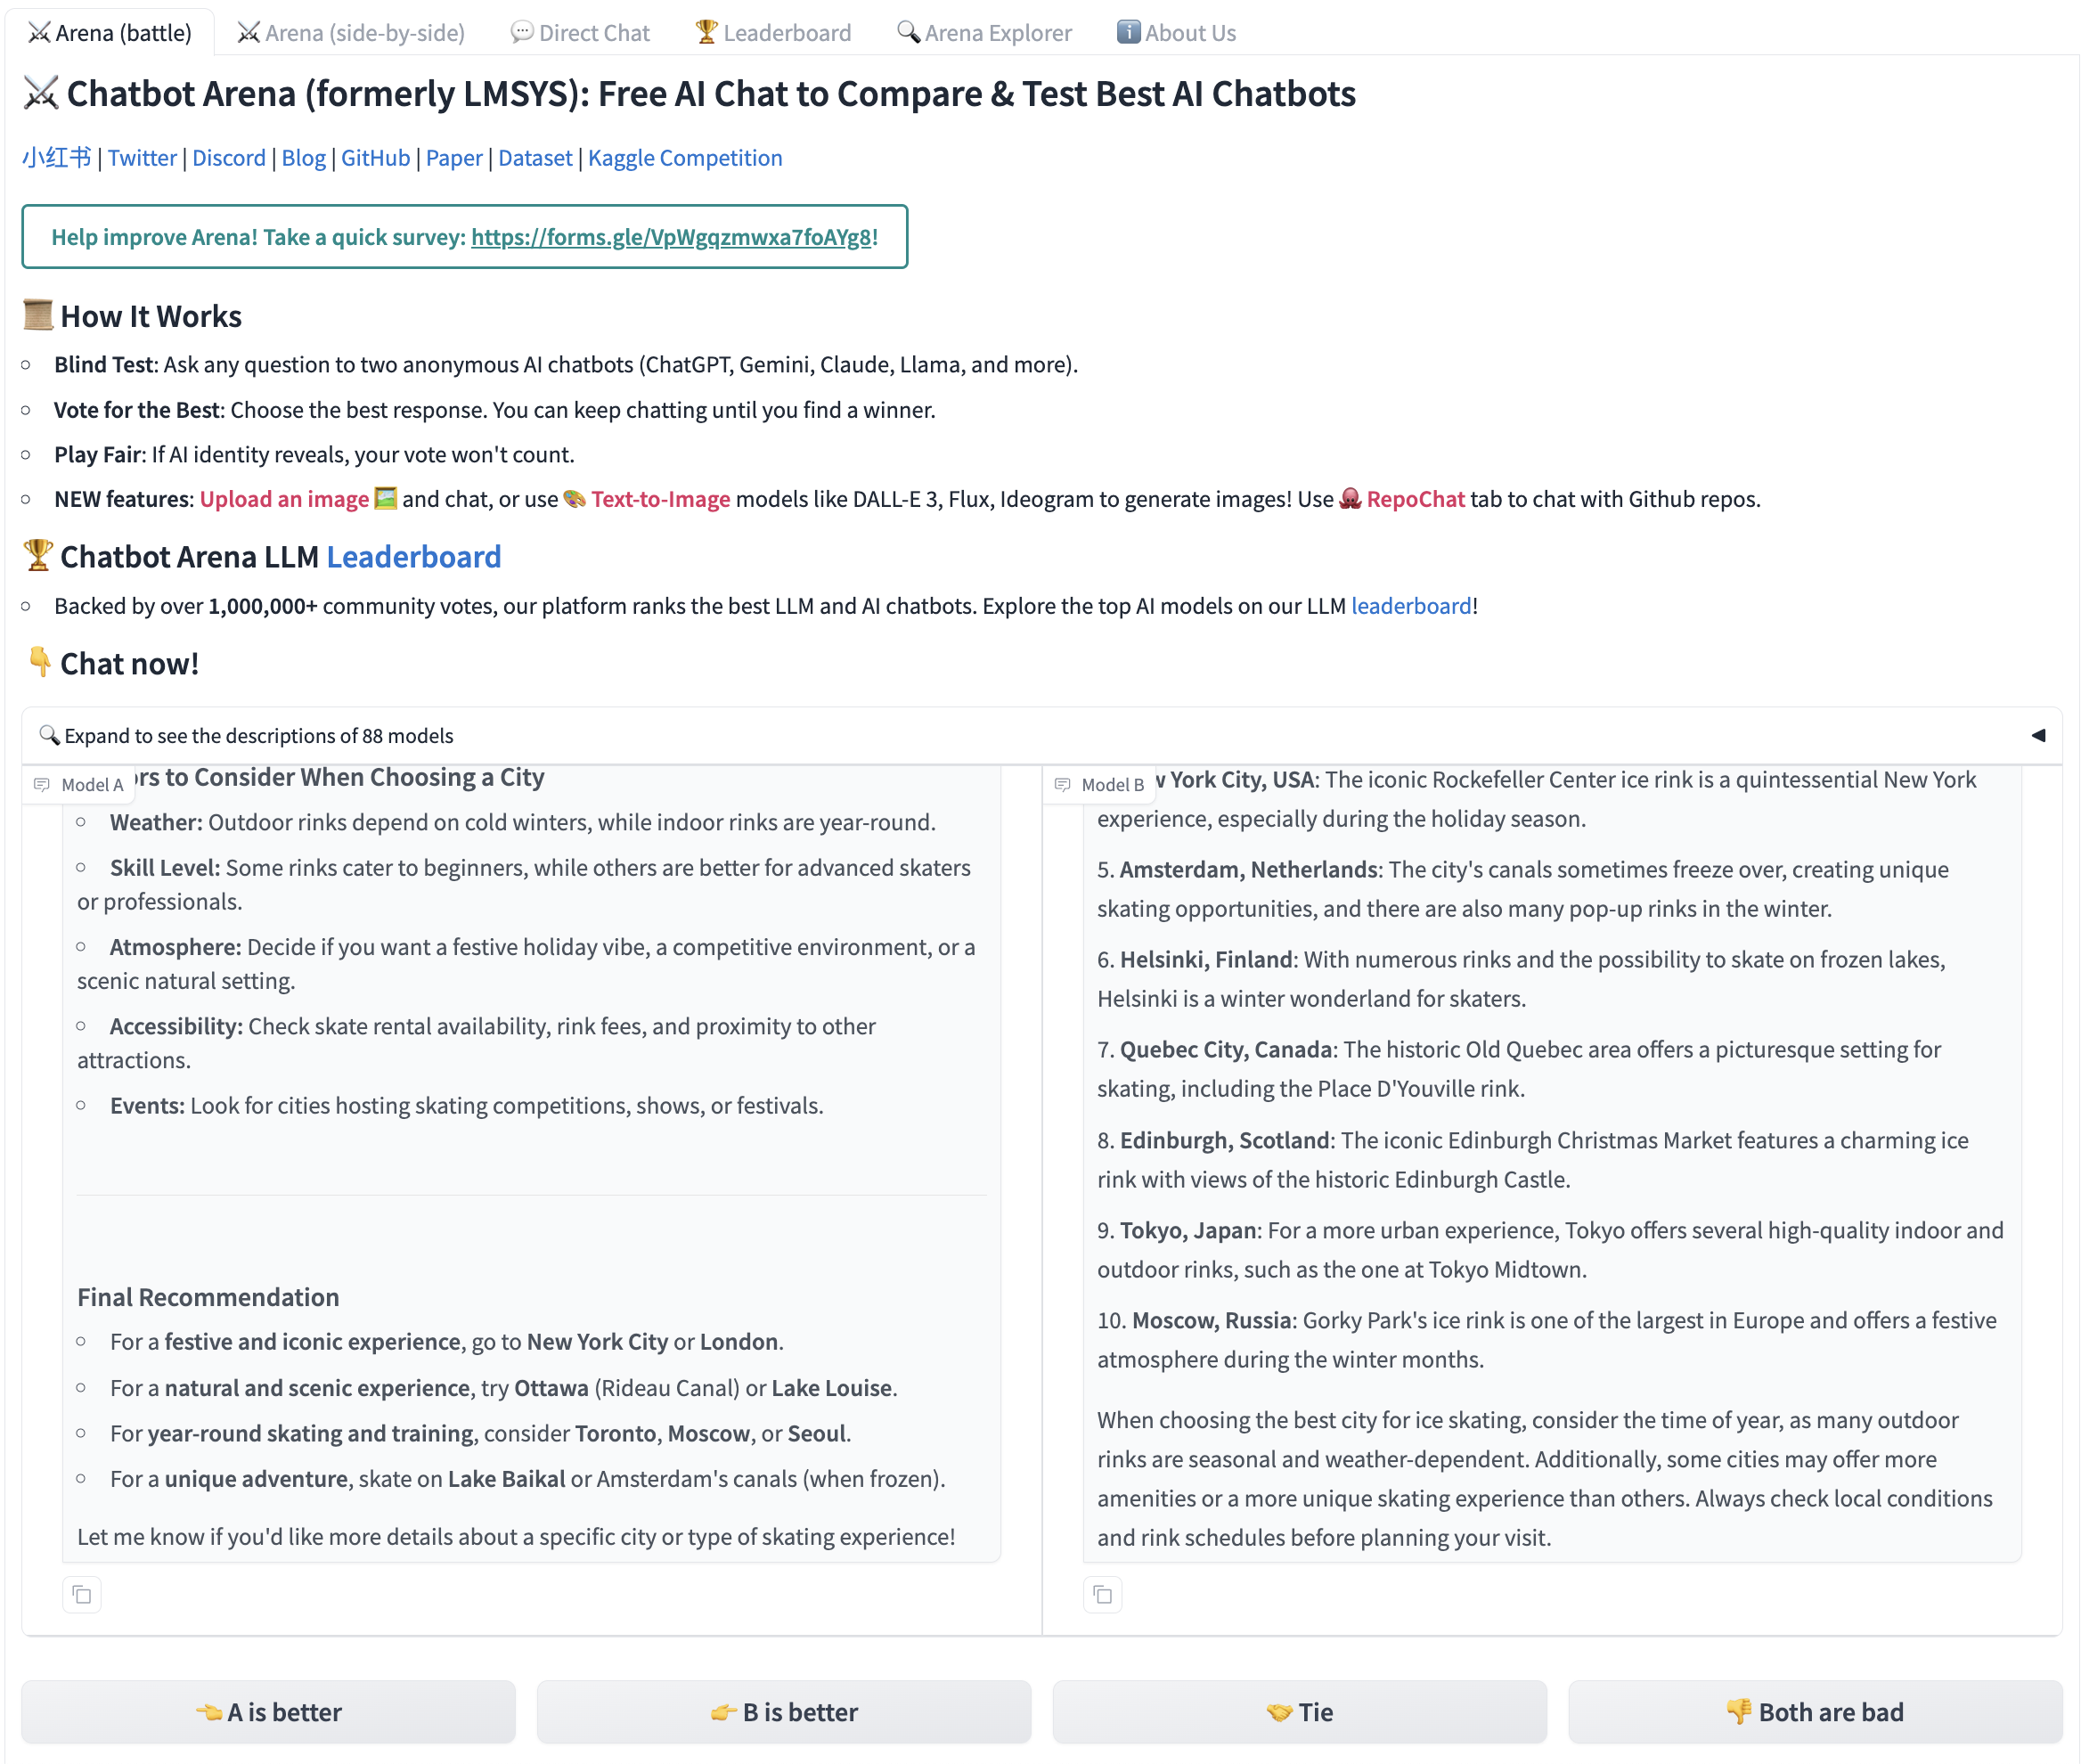 Arena (battle)
Arena (side-by-side)
Direct Chat
Leaderboard
Arena Explorer
About Us
Chatbot Arena (formerly LMSYS): Free AI Chat to Compare & Test Best AI Chatbots
小红书 | Twitter | Discord | Blog | GitHub | Paper | Dataset | Kaggle Competition
Help improve Arena! Take a quick survey: https://forms.gle/VpWgqzmwxa7foAYg8!
How It Works
Blind Test: Ask any question to two anonymous AI chatbots (ChatGPT, Gemini, Claude, Llama, and more).
Vote for the Best: Choose the best response. You can keep chatting until you find a winner.
Play Fair: If AI identity reveals, your vote won't count.
NEW features: Upload an image and chat, or use Text-to-Image models like DALL-E 3, Flux, Ideogram to generate images! Use RepoChat tab to chat with Github repos.
Chatbot Arena LLM Leaderboard
Backed by over 1,000,000+ community votes, our platform ranks the best LLM and AI chatbots. Explore the top AI models on our LLM leaderboard!
Chat now!
Expand to see the descriptions of 88 models
Model A
ors to Consider When Choosing a City
Weather: Outdoor rinks depend on cold winters, while indoor rinks are year-round.
Skill Level: Some rinks cater to beginners, while others are better for advanced skaters
or professionals.
Atmosphere: Decide if you want a festive holiday vibe, a competitive environment, or a
scenic natural setting.
Accessibility: Check skate rental availability, rink fees, and proximity to other
attractions.
Events: Look for cities hosting skating competitions, shows, or festivals.
Final Recommendation
For a festive and iconic experience, go to New York City or London.
For a natural and scenic experience, try Ottawa (Rideau Canal) or Lake Louise.
For year-round skating and training, consider Toronto, Moscow, or Seoul.
For a unique adventure, skate on Lake Baikal or Amsterdam's canals (when frozen).
Let me know if you'd like more details about a specific city or type of skating experience!
Model B
w York City, USA: The iconic Rockefeller Center ice rink is a quintessential New York
experience, especially during the holiday season.
5. Amsterdam, Netherlands: The city's canals sometimes freeze over, creating unique
skating opportunities, and there are also many pop-up rinks in the winter.
6. Helsinki, Finland: With numerous rinks and the possibility to skate on frozen lakes,
Helsinki is a winter wonderland for skaters.
7. Quebec City, Canada: The historic Old Quebec area offers a picturesque setting for
skating, including the Place D'Youville rink.
8. Edinburgh, Scotland: The iconic Edinburgh Christmas Market features a charming ice
rink with views of the historic Edinburgh Castle.
9. Tokyo, Japan: For a more urban experience, Tokyo offers several high-quality indoor and
outdoor rinks, such as the one at Tokyo Midtown.
10. Moscow, Russia: Gorky Park's ice rink is one of the largest in Europe and offers a festive
atmosphere during the winter months.
When choosing the best city for ice skating, consider the time of year, as many outdoor
rinks are seasonal and weather-dependent. Additionally, some cities may offer more
amenities or a more unique skating experience than others. Always check local conditions
and rink schedules before planning your visit.
A is better
B is better
Tie
Both are bad